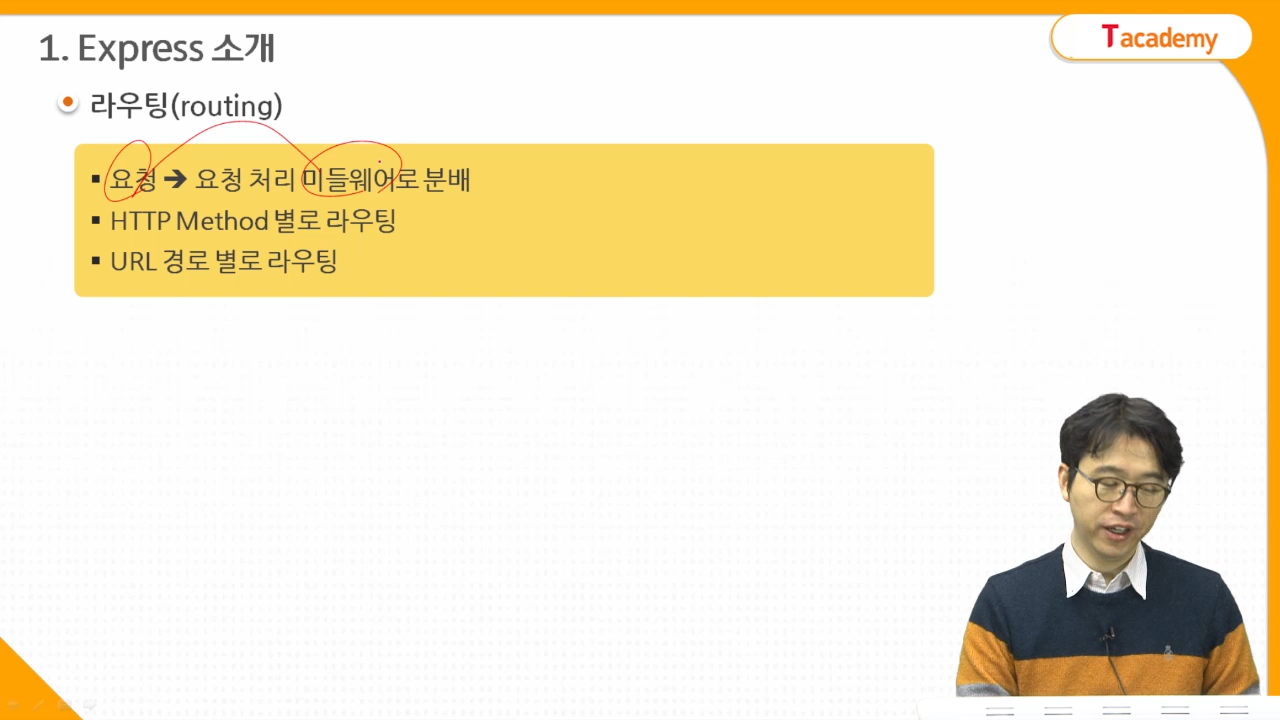 1. Express 소개
T academy
라우팅(routing)
요청 → 요청 처리 미들웨어로 분배
HTTP Method 별로 라우팅
URL 경로 별로 라우팅